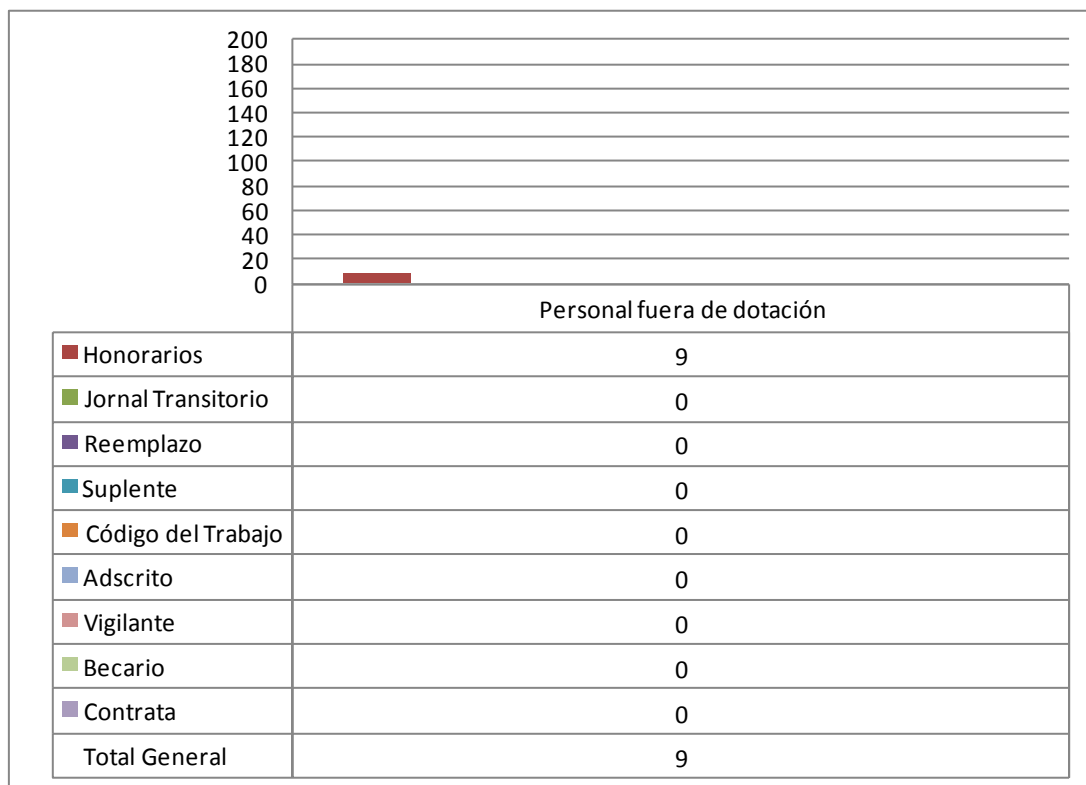 200
180
160
140
120
100
80
60
40
20
0
Personal fuera de dotación
Honorarios 9
Jornal Transitorio 0
Reemplazo 0
Suplente 0
Código del Trabajo 0
Adscrito 0
Vigilante 0
Becario 0
Contrata 0
Total General 9